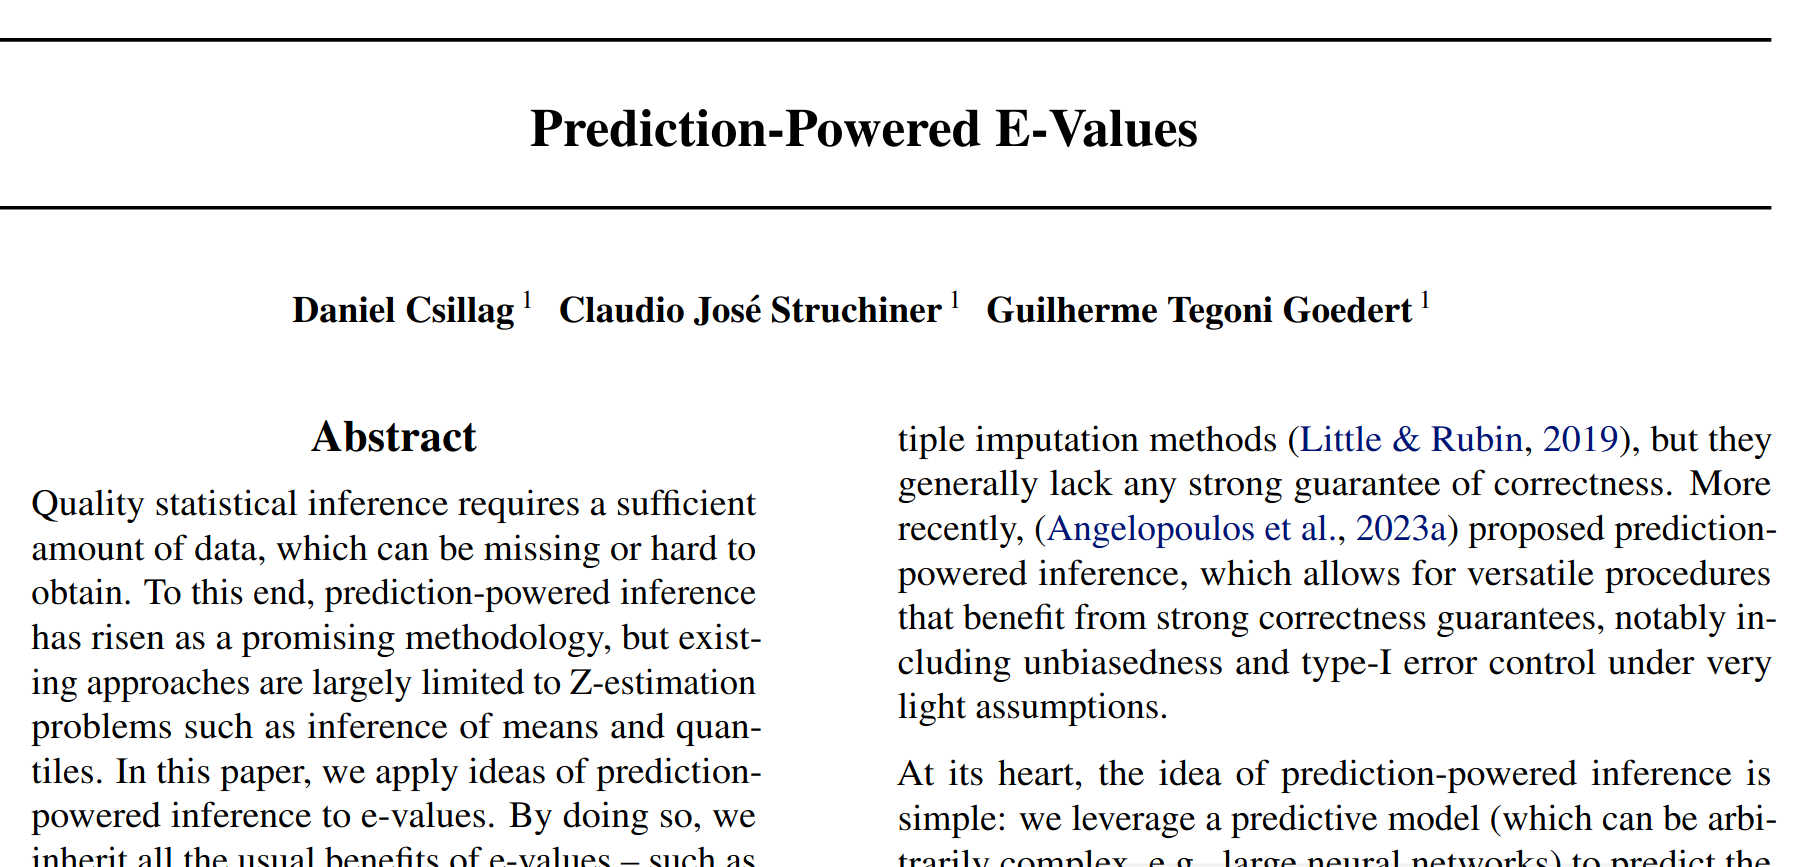 Prediction-Powered E-Values
Daniel Csillag 1 Claudio José Struchiner 1 Guilherme Tegoni Goedert 1
Abstract
Quality statistical inference requires a sufficient
amount of data, which can be missing or hard to
obtain. To this end, prediction-powered inference
has risen as a promising methodology, but exist-
ing approaches are largely limited to Z-estimation
problems such as inference of means and quan-
tiles. In this paper, we apply ideas of prediction-
powered inference to e-values. By doing so, we
inherit all the usual benefits of e-values – such as
tiple imputation methods (Little & Rubin, 2019), but they
generally lack any strong guarantee of correctness. More
recently, (Angelopoulos et al., 2023a) proposed prediction-
powered inference, which allows for versatile procedures
that benefit from strong correctness guarantees, notably in-
cluding unbiasedness and type-I error control under very
light assumptions.
At its heart, the idea of prediction-powered inference is
simple: we leverage a predictive model (which can be arbi-
trarily complex, e.g., large neural networks) to predict the